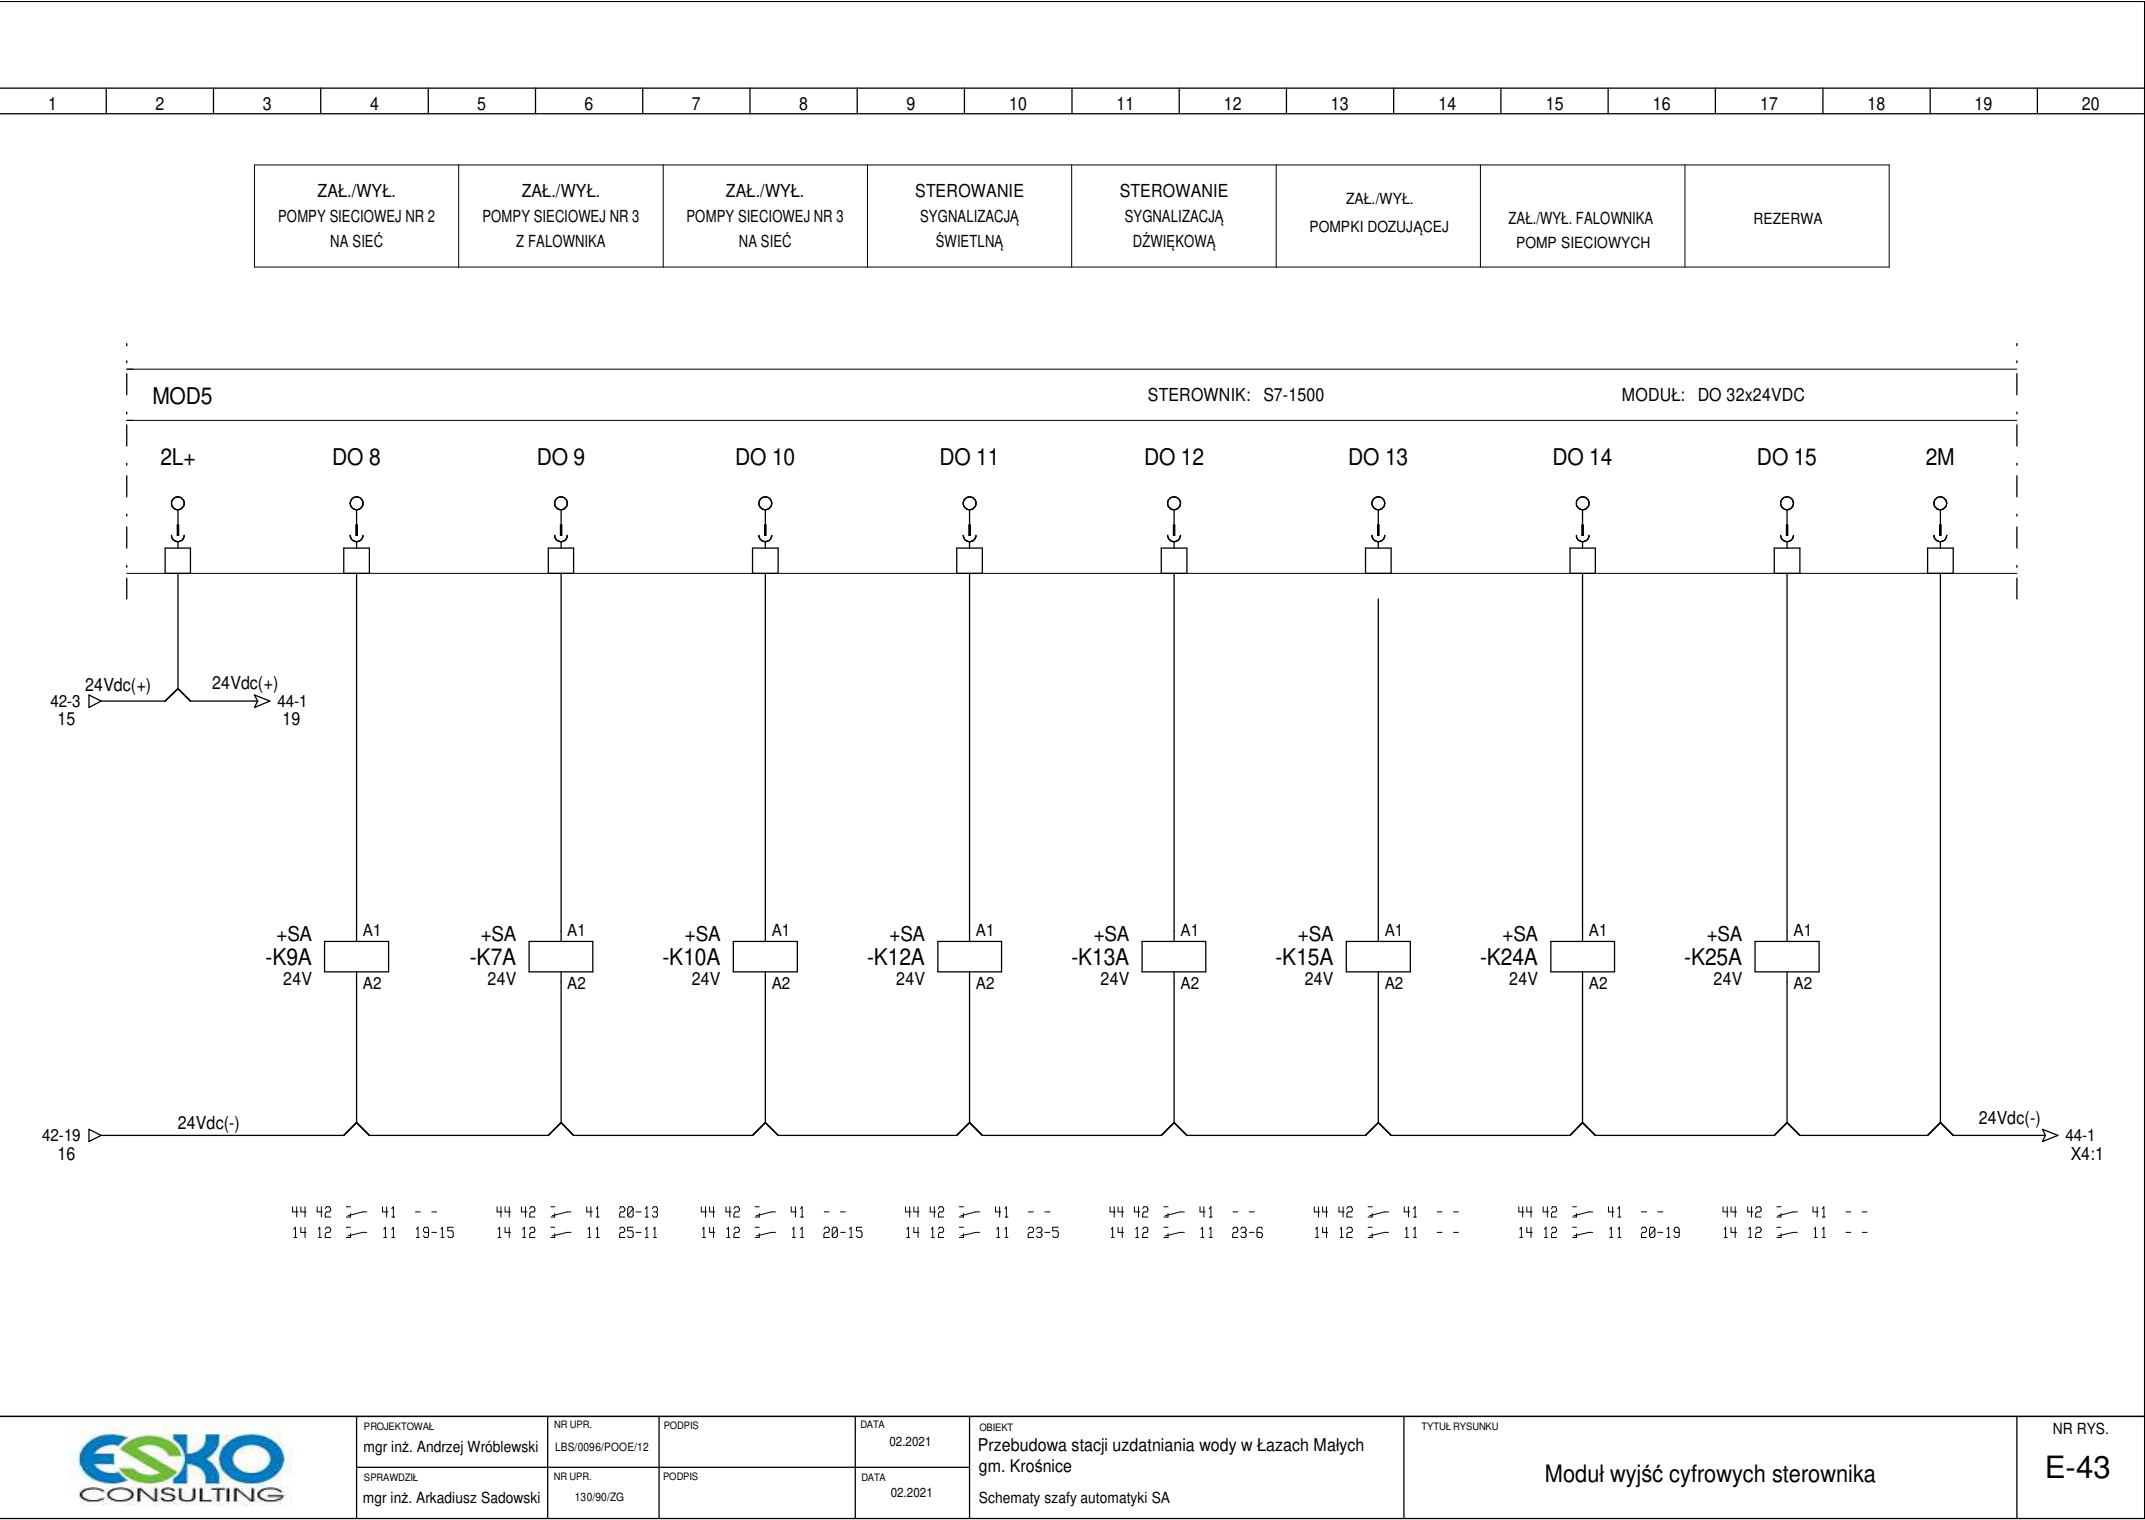 1 2 3 4 5 6 7 8 9 10 11 12 13 14 15 16 17 18 19 20
ZAŁ./WYŁ.
POMPY SIECIOWEJ NR 2
NA SIEĆ
ZAŁ./WYŁ.
POMPY SIECIOWEJ NR 3
Z FALOWNIKA
ZAŁ./WYŁ.
POMPY SIECIOWEJ NR 3
NA SIEĆ
STEROWANIE
SYGNALIZACJĄ
ŚWIETLNĄ
STEROWANIE
SYGNALIZACJĄ
DŹWIĘKOWĄ
ZAŁ./WYŁ.
POMPKI DOZUJĄCEJ
ZAŁ./WYŁ. FALOWNIKA
POMP SIECIOWYCH
REZERWA
MOD5 STEROWNIK: S7-1500 MODUŁ: DO 32x24VDC
2L+ DO 8 DO 9 DO 10 DO 11 DO 12 DO 13 DO 14 DO 15 2M
24Vdc(+) 24Vdc(+)
42-3 44-1
15 19
+SA A1 +SA A1 +SA A1 +SA A1 +SA A1 +SA A1 +SA A1 +SA A1
-K9A -K7A -K10A -K12A -K13A -K15A -K24A -K25A
24V A2 24V A2 24V A2 24V A2 24V A2 24V A2 24V A2 24V A2
24Vdc(-) 24Vdc(-)
42-19 44-1
16 X4:1
44 42 41 - - 44 42 41 20-13 44 42 41 - - 44 42 41 - - 44 42 41 - - 44 42 41 - - 44 42 41 - - 44 42 41 - -
14 12 11 19-15 14 12 11 25-11 14 12 11 20-15 14 12 11 23-5 14 12 11 23-6 14 12 11 - - 14 12 11 20-19 14 12 11 - -
ESKO
CONSULTING
PROJEKTOWAŁ
mgr inż. Andrzej Wróblewski
NR UPR.
LBS/0096/POOE/12
PODPIS
DATA
02.2021
SPRAWDZIŁ
mgr inż. Arkadiusz Sadowski
NR UPR.
130/90/ZG
PODPIS
DATA
02.2021
OBIEKT
Przebudowa stacji uzdatniania wody w Łazach Małych
gm. Krośnice
Schematy szafy automatyki SA
TYTUŁ RYSUNKU
Moduł wyjść cyfrowych sterownika
NR RYS.
E-43